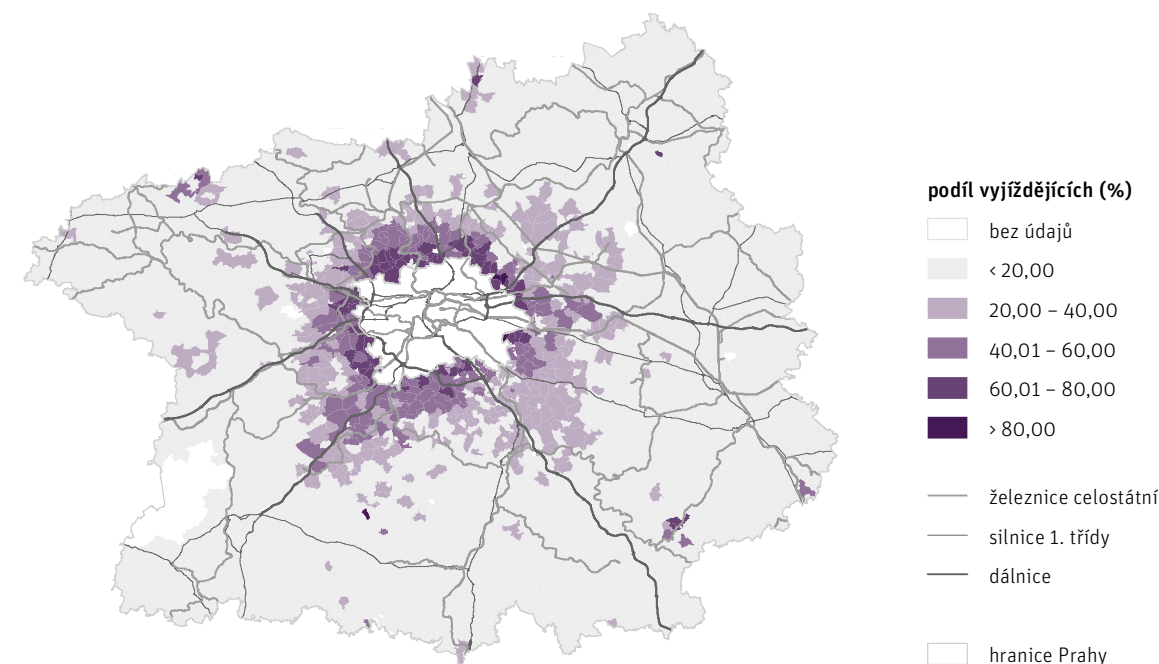 podíl vyjíždějících (%)
bez údajů
< 20,00
20,00 – 40,00
40,01 – 60,00
60,01 – 80,00
> 80,00
železnice celostátní
silnice 1. třídy
dálnice
hranice Prahy